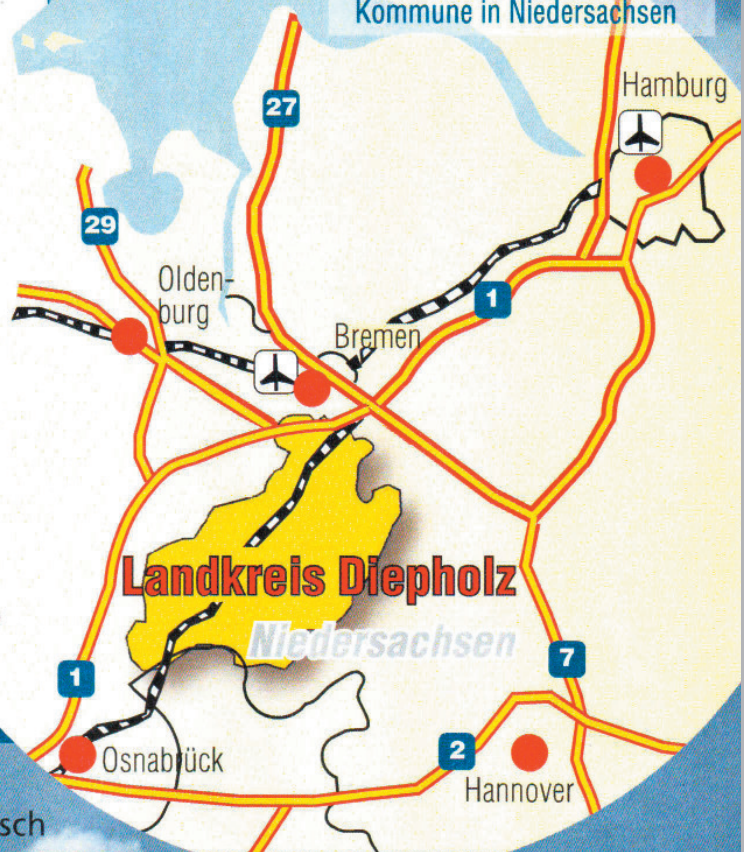 Kommune in Niedersachsen
Hamburg
27
29
Olden-
burg
1
Bremen
Landkreis Diepholz
Niedersachsen
1
7
2
Osnabrück
Hannover
sch